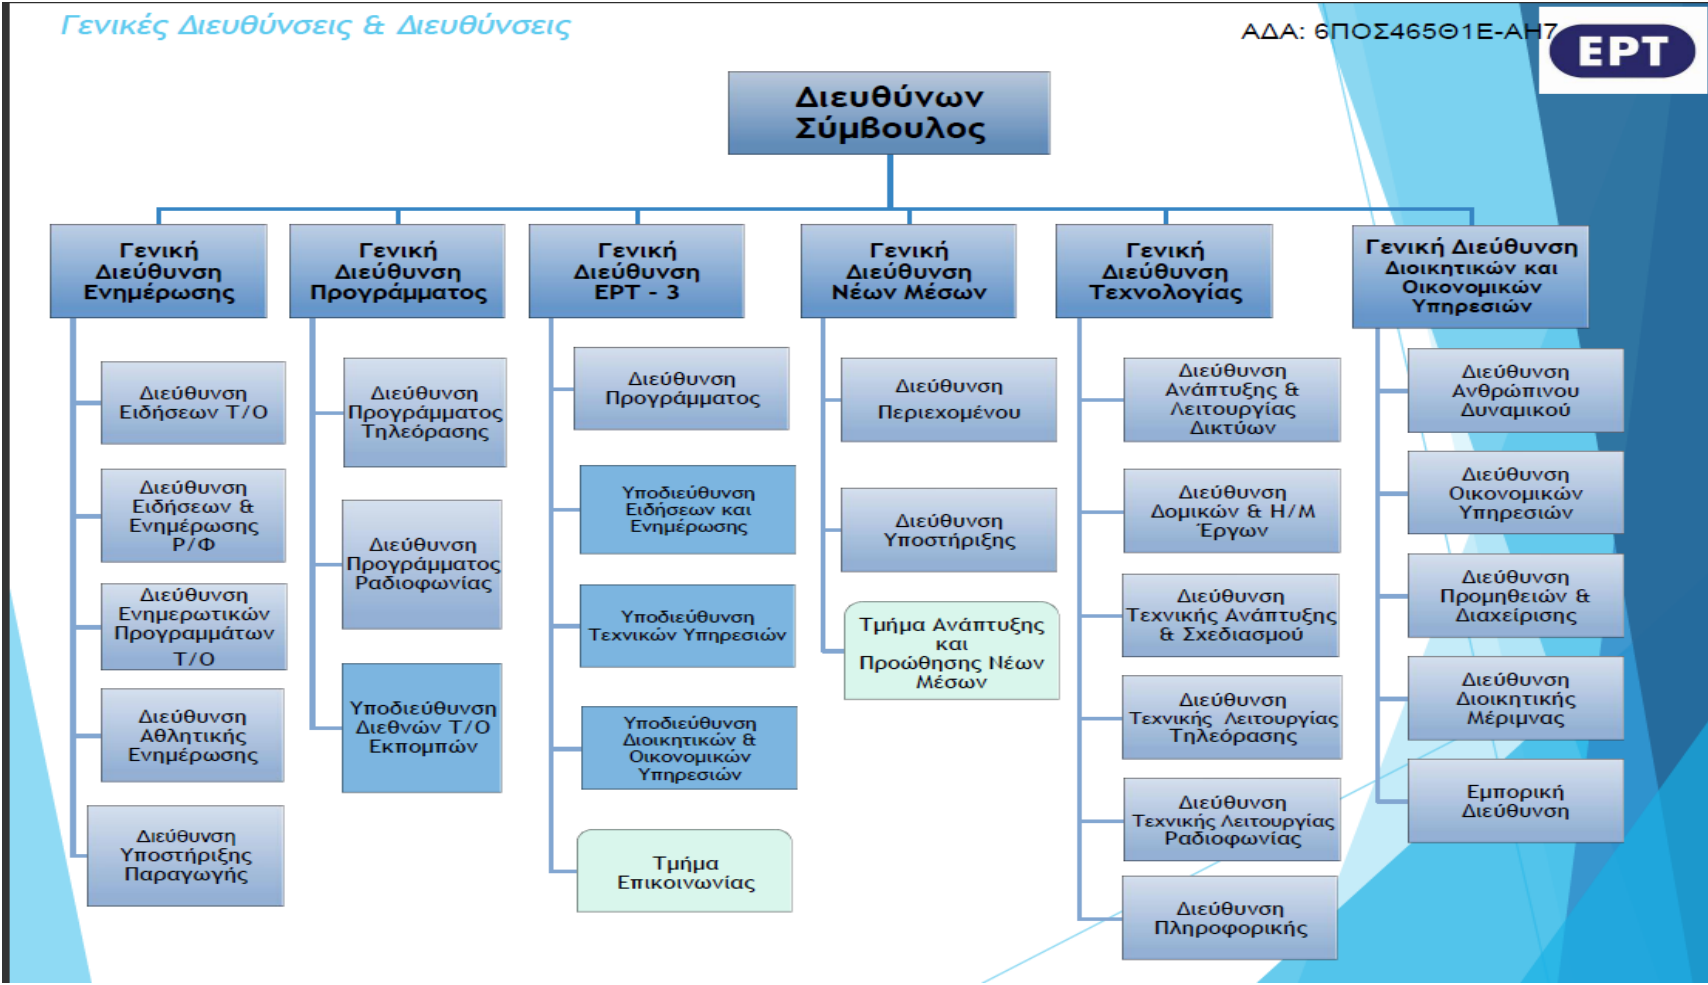 Γενικές Διευθύνσεις & Διευθύνσεις
ΑΔΑ: 6ΠΟΣ465Θ1Ε-ΑΗ7
ΕΡΤ
Διευθύνων
Σύμβουλος
Γενική
Διεύθυνση
Ενημέρωσης
Διεύθυνση
Ειδήσεων Τ/Ο
Διεύθυνση
Ειδήσεων &
Ενημέρωσης
Ρ/Φ
Διεύθυνση
Ενημερωτικών
Προγραμμάτων
Τ/Ο
Διεύθυνση
Αθλητικής
Ενημέρωσης
Διεύθυνση
Υποστήριξης
Παραγωγής
Γενική
Διεύθυνση
Προγράμματος
Διεύθυνση
Προγράμματος
Τηλεόρασης
Διεύθυνση
Προγράμματος
Ραδιοφωνίας
Υποδιεύθυνση
Διεθνών Τ/Ο
Εκπομπών
Γενική
Διεύθυνση
ΕΡΤ - 3
Διεύθυνση
Προγράμματος
Υποδιεύθυνση
Ειδήσεων και
Ενημέρωσης
Υποδιεύθυνση
Τεχνικών Υπηρεσιών
Υποδιεύθυνση
Διοικητικών &
Οικονομικών
Υπηρεσιών
Τμήμα
Επικοινωνίας
Γενική
Διεύθυνση
Νέων Μέσων
Διεύθυνση
Περιεχομένου
Διεύθυνση
Υποστήριξης
Τμήμα Ανάπτυξης
και
Προώθησης Νέων
Μέσων
Γενική
Διεύθυνση
Τεχνολογίας
Διεύθυνση
Ανάπτυξης &
Λειτουργίας
Δικτύων
Διεύθυνση
Δομικών & Η/Μ
Έργων
Διεύθυνση
Τεχνικής Ανάπτυξης
& Σχεδιασμού
Διεύθυνση
Τεχνικής Λειτουργίας
Τηλεόρασης
Διεύθυνση
Τεχνικής Λειτουργίας
Ραδιοφωνίας
Διεύθυνση
Πληροφορικής
Γενική Διεύθυνση
Διοικητικών και
Οικονομικών
Υπηρεσιών
Διεύθυνση
Ανθρώπινου
Δυναμικού
Διεύθυνση
Οικονομικών
Υπηρεσιών
Διεύθυνση
Προμηθειών &
Διαχείρισης
Διεύθυνση
Διοικητικής
Μέριμνας
Εμπορική
Διεύθυνση